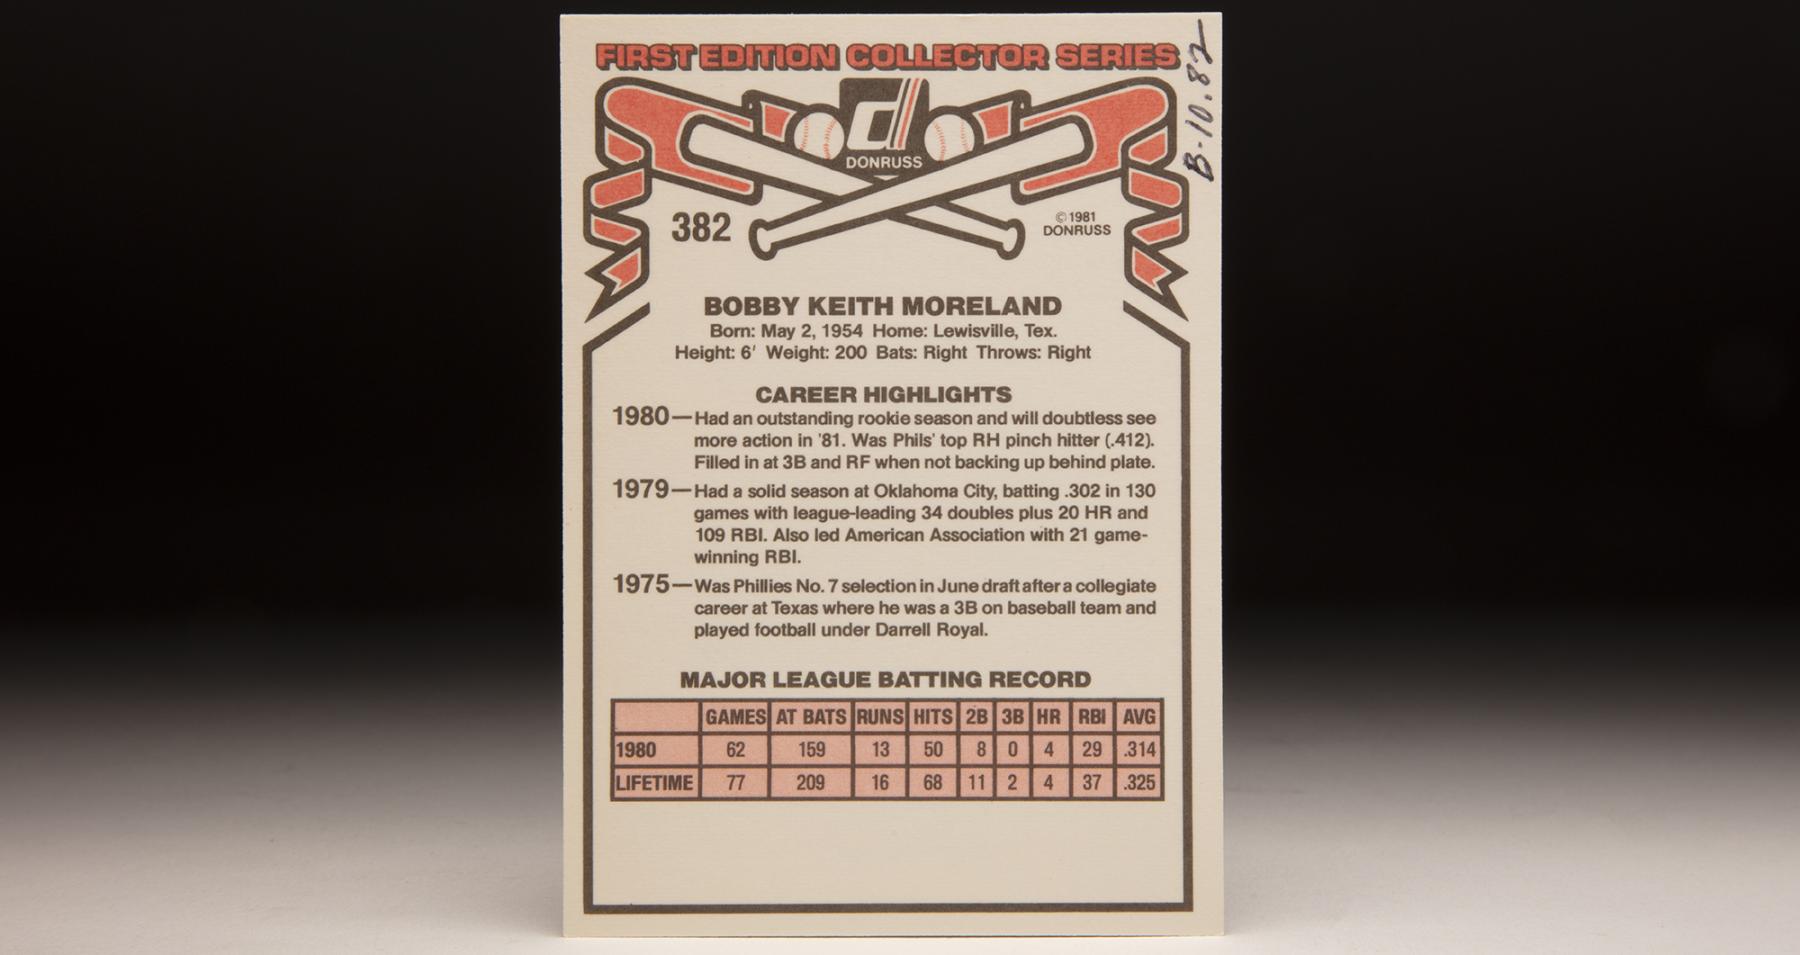 FIRST EDITION COLLECTOR SERIES
B-10.82
DONRUSS
382
© 1981
DONRUSS
BOBBY KEITH MORELAND
Born: May 2, 1954 Home: Lewisville, Tex.
Height: 6' Weight: 200 Bats: Right Throws: Right
CAREER HIGHLIGHTS
1980—Had an outstanding rookie season and will doubtless see
more action in '81. Was Phils' top RH pinch hitter (.412).
Filled in at 3B and RF when not backing up behind plate.
1979—Had a solid season at Oklahoma City, batting .302 in 130
games with league-leading 34 doubles plus 20 HR and
109 RBI. Also led American Association with 21 game-
winning RBI.
1975—Was Phillies No. 7 selection in June draft after a collegiate
career at Texas where he was a 3B on baseball team and
played football under Darrell Royal.
MAJOR LEAGUE BATTING RECORD
GAMES AT BATS RUNS HITS 2B 3B HR RBI AVG
1980 62 159 13 50 8 0 4 29 .314
LIFETIME 77 209 16 68 11 2 4 37 .325